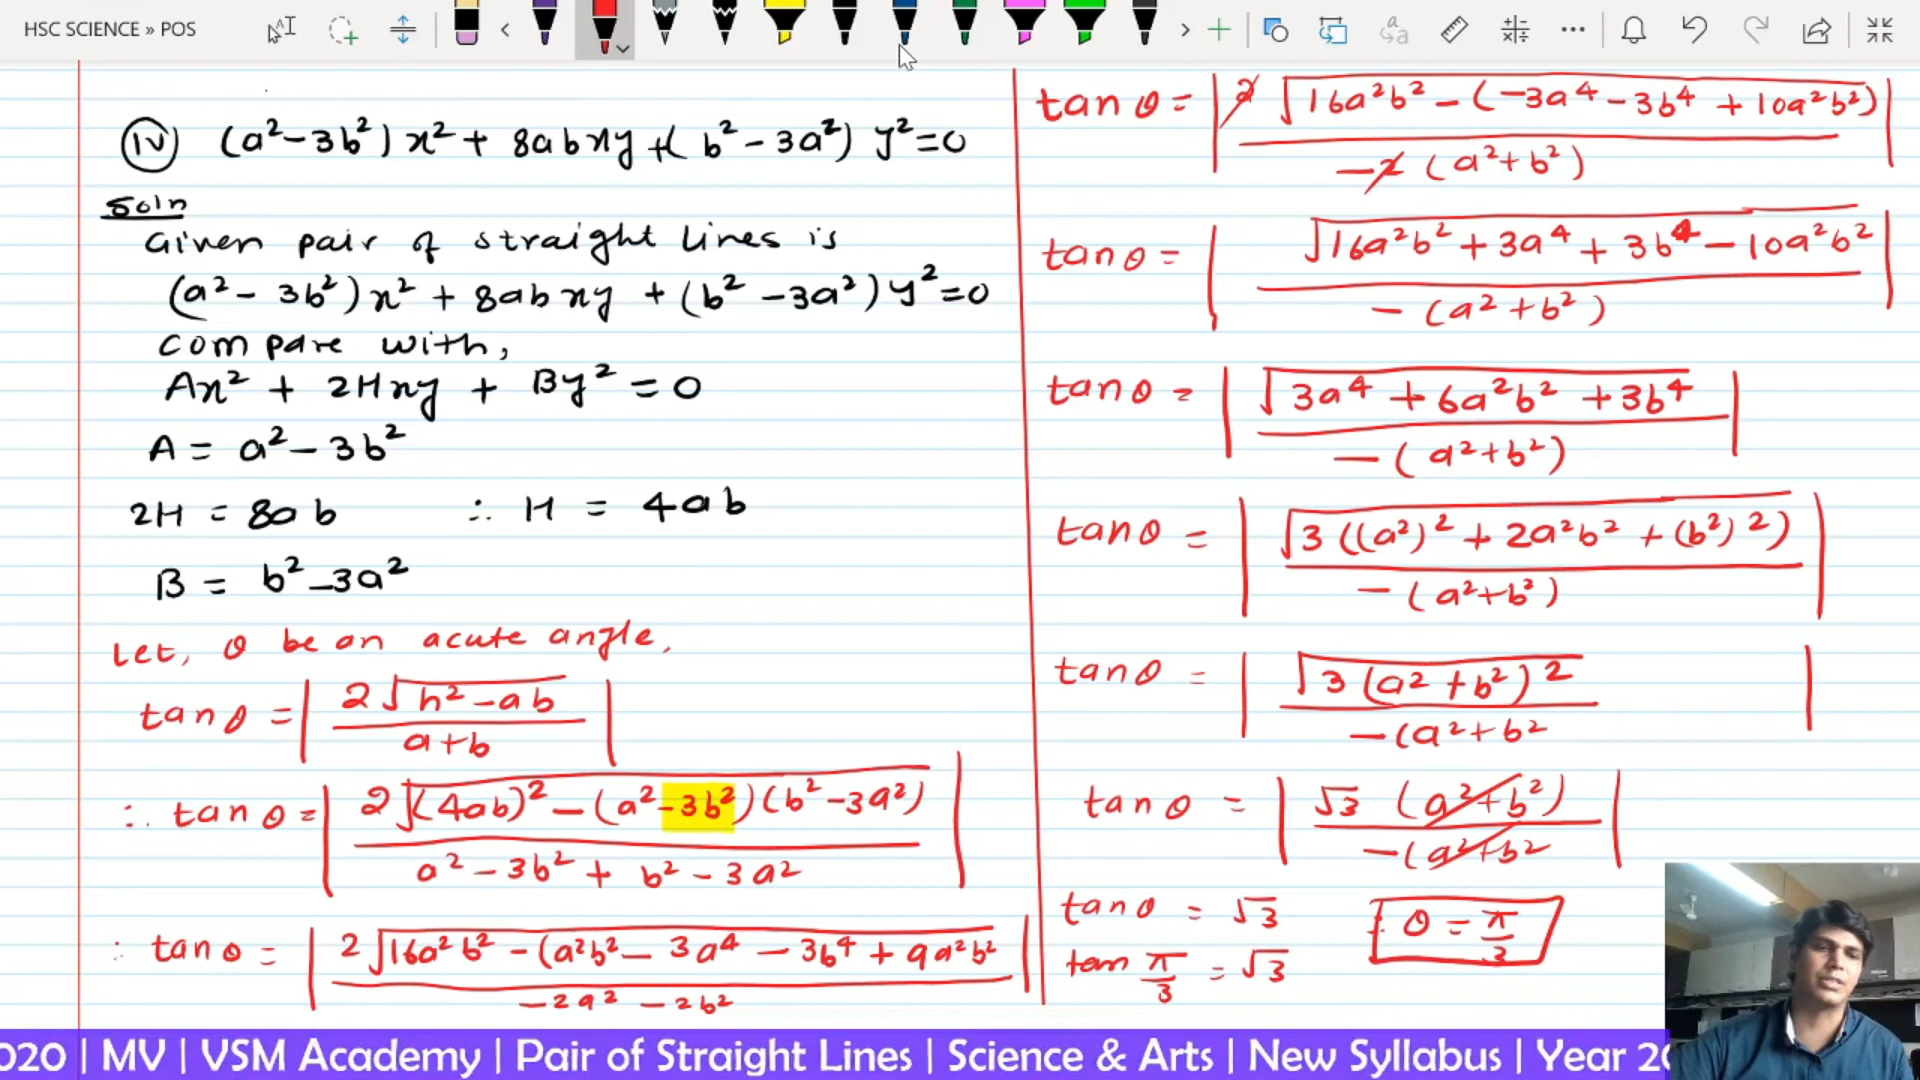 HSC SCIENCE » POS
(iv) (a²-3b²) x² + 8abxy + (b²-3a²) y² = 0
Soln
Given pair of straight lines is
(a²-3b²)x² + 8abxy + (b²-3a²) y² = 0
compare with,
Ax² + 2Hxy + By² = 0
A = a²-3b²
2H = 8ab ∴ H = 4ab
B = b²-3a²
Let, θ be an acute angle,
tan θ = | 2√(h²-ab) / a+b |
∴ tan θ = | 2√((4ab)² - (a²-3b²)(b²-3a²)) / a²-3b² + b²-3a² |
∴ tan θ = | 2√(16a²b² - (a²b² - 3a⁴ - 3b⁴ + 9a²b²) / -2a² - 2b² |
tan θ = | 2√(16a²b² - (-3a⁴ - 3b⁴ + 10a²b²)) / -2(a²+b²) |
tan θ = | √(16a²b² + 3a⁴ + 3b⁴ - 10a²b²) / -(a²+b²) |
tan θ = | √(3a⁴ + 6a²b² + 3b⁴) / -(a²+b²) |
tan θ = | √(3((a²)² + 2a²b² + (b²)²)) / -(a²+b²) |
tan θ = | √(3(a²+b²)²) / -(a²+b² |
tan θ = | √3 (a²+b²) / -(a²+b² |
tan θ = √3
tan π/3 = √3
∴ θ = π/3
020 | MV | VSM Academy | Pair of Straight Lines | Science & Arts | New Syllabus | Year 20